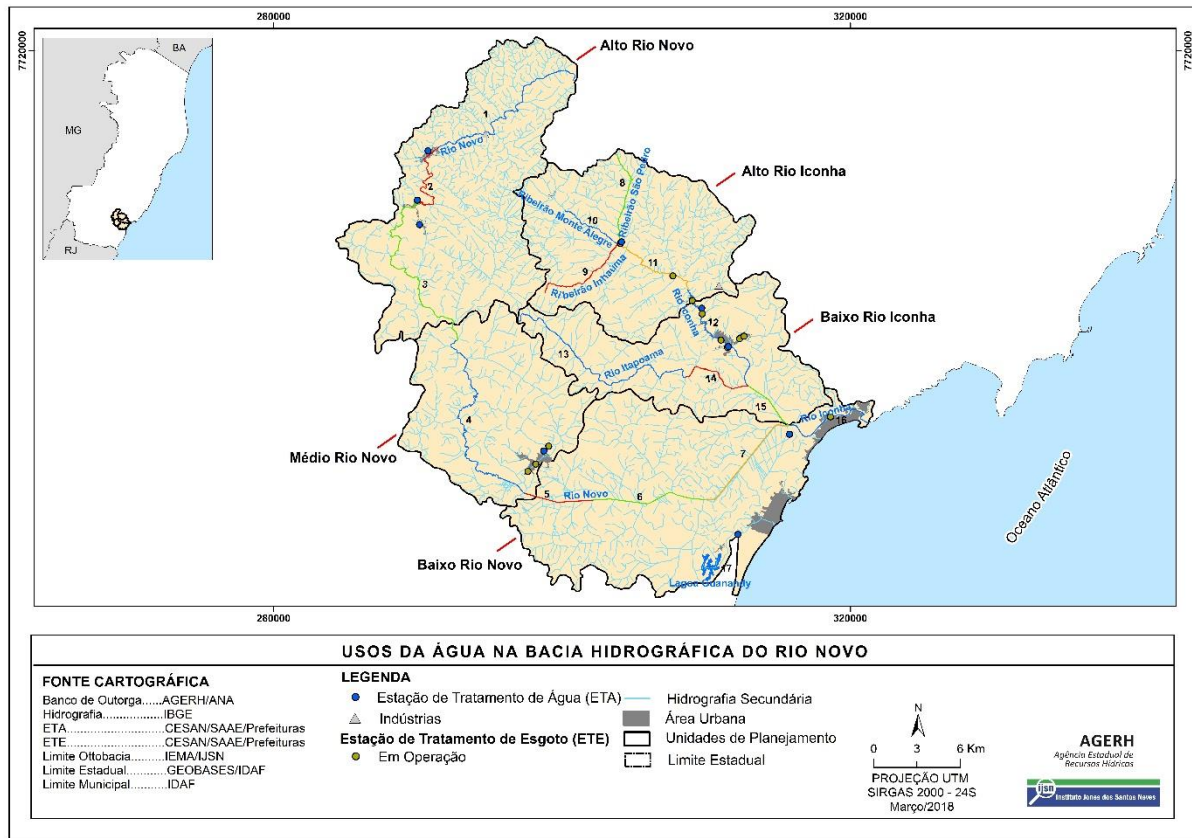 280000
320000
7720000
7720000
BA
MG
RJ
Alto Rio Novo
1
Rio Novo
2
8
Ribeirão São Pedro
Alto Rio Iconha
Ribeirão Monte Alegre
10
11
9
Ribeirão Inhaúma
3
Rio Iconha
12
Baixo Rio Iconha
13
Rio Itapoama
14
15
Rio Iconha
16
4
Médio Rio Novo
7
5
Rio Novo
6
Baixo Rio Novo
17
Lagoa Guanandy
Oceano Atlântico
280000
320000
USOS DA ÁGUA NA BACIA HIDROGRÁFICA DO RIO NOVO
FONTE CARTOGRÁFICA
Banco de Outorga......AGERH/ANA
Hidrografia..................IBGE
ETA............................CESAN/SAAE/Prefeituras
ETE............................CESAN/SAAE/Prefeituras
Limite Ottobacia.........IEMA/IJSN
Limite Estadual..........GEOBASES/IDAF
Limite Municipal.........IDAF
LEGENDA
Estação de Tratamento de Água (ETA)
Indústrias
Estação de Tratamento de Esgoto (ETE)
Em Operação
Hidrografia Secundária
Área Urbana
Unidades de Planejamento
Limite Estadual
N
0 3 6 Km
PROJEÇÃO UTM
SIRGAS 2000 - 24S
Março/2018
AGERH
Agência Estadual de
Recursos Hídricos
ijsn
Instituto Jones dos Santos Neves